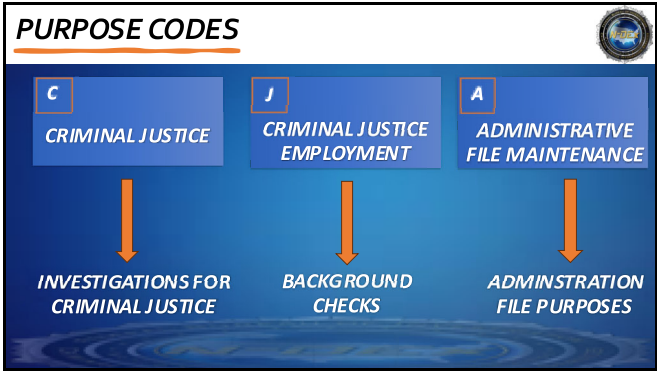 PURPOSE CODES
C
CRIMINAL JUSTICE
J
CRIMINAL JUSTICE
EMPLOYMENT
A
ADMINISTRATIVE
FILE MAINTENANCE
INVESTIGATIONS FOR
CRIMINAL JUSTICE
BACKGROUND
CHECKS
ADMINSTRATION
FILE PURPOSES